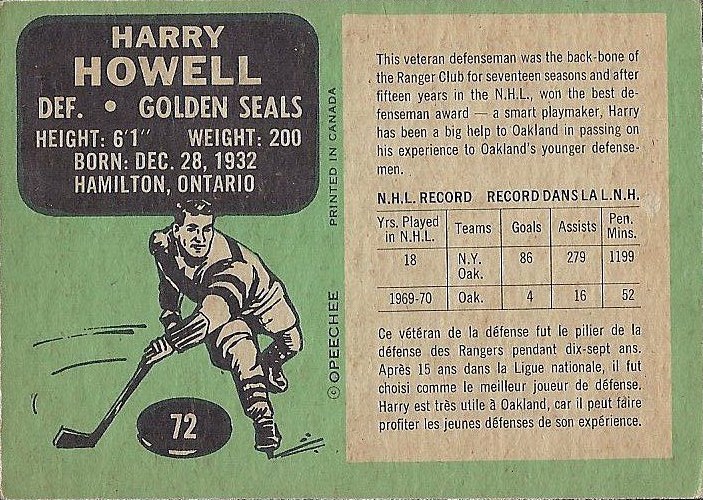 HARRY
HOWELL
DEF. • GOLDEN SEALS
HEIGHT: 6'1" WEIGHT: 200
BORN: DEC. 28, 1932
HAMILTON, ONTARIO
72
©OPEECHEE PRINTED IN CANADA
This veteran defenseman was the back-bone of
the Ranger Club for seventeen seasons and after
fifteen years in the N.H.L., won the best de-
fenseman award — a smart playmaker, Harry
has been a big help to Oakland in passing on
his experience to Oakland's younger defense-
men.
N.H.L. RECORD RECORD DANS LA L.N.H.
Yrs. Played in N.H.L. Teams Goals Assists Pen. Mins.
18 N.Y. Oak. 86 279 1199
1969-70 Oak. 4 16 52
Ce vétéran de la défense fut le pilier de la
défense des Rangers pendant dix-sept ans.
Après 15 ans dans la Ligue nationale, il fut
choisi comme le meilleur joueur de défense.
Harry est très utile à Oakland, car il peut fàire
profiter les jeunes défenses de son expérience.